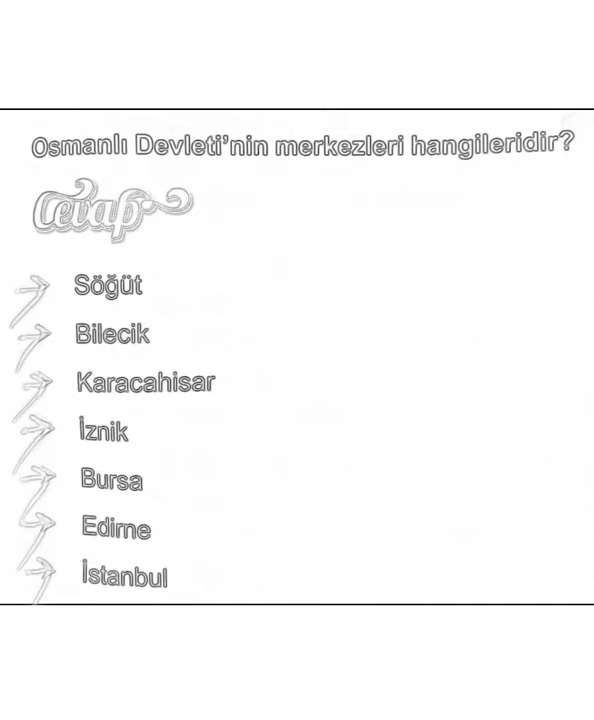 Osmanlı Devleti'nin merkezleri hangileridir?
Cevap
Söğüt
Bilecik
Karacahisar
İznik
Bursa
Edirne
İstanbul